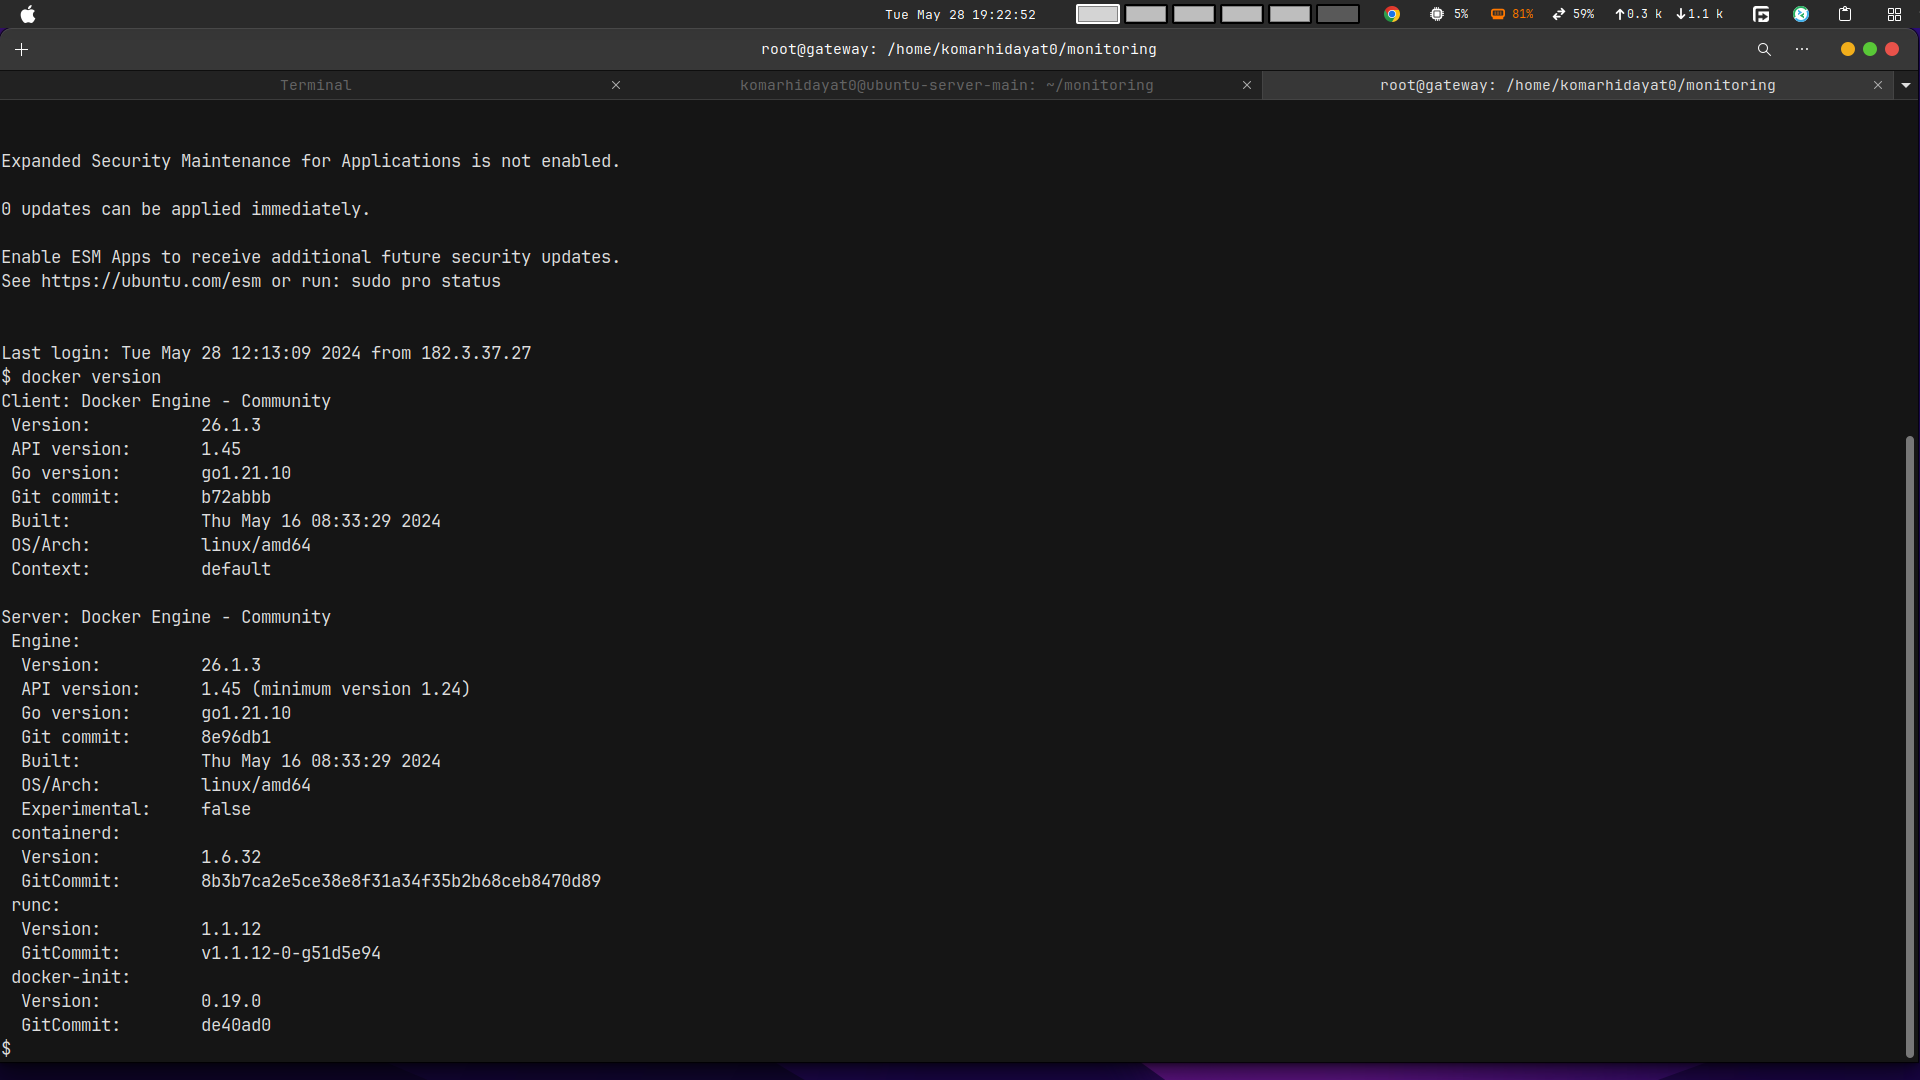 Tue May 28 19:22:52
5%
81%
59%
0.3 k
1.1 k
root@gateway: /home/komarhidayat0/monitoring
Terminal
komarhidayat0@ubuntu-server-main: ~/monitoring
root@gateway: /home/komarhidayat0/monitoring
Expanded Security Maintenance for Applications is not enabled.
0 updates can be applied immediately.
Enable ESM Apps to receive additional future security updates.
See https://ubuntu.com/esm or run: sudo pro status
Last login: Tue May 28 12:13:09 2024 from 182.3.37.27
$ docker version
Client: Docker Engine - Community
Version: 26.1.3
API version: 1.45
Go version: go1.21.10
Git commit: b72abbb
Built: Thu May 16 08:33:29 2024
OS/Arch: linux/amd64
Context: default
Server: Docker Engine - Community
Engine:
Version: 26.1.3
API version: 1.45 (minimum version 1.24)
Go version: go1.21.10
Git commit: 8e96db1
Built: Thu May 16 08:33:29 2024
OS/Arch: linux/amd64
Experimental: false
containerd:
Version: 1.6.32
GitCommit: 8b3b7ca2e5ce38e8f31a34f35b2b68ceb8470d89
runc:
Version: 1.1.12
GitCommit: v1.1.12-0-g51d5e94
docker-init:
Version: 0.19.0
GitCommit: de40ad0
$